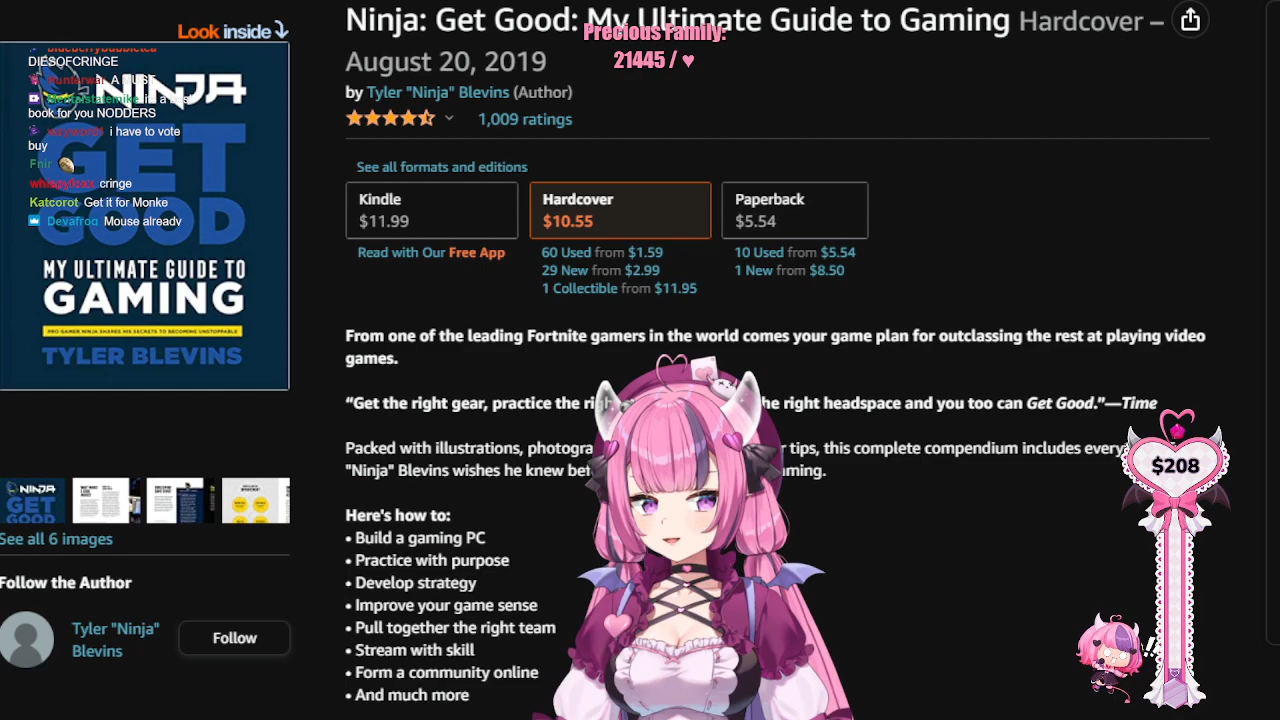 Look inside
Ninja: Get Good: My Ultimate Guide to Gaming Hardcover –
August 20, 2019
Precious Family:
21445 / ♥
by Tyler "Ninja" Blevins (Author)
1,009 ratings
blueberrybubbletea
DIESOFCRINGE
A MUST
book for you NODDERS
i have to vote
buy
Fnir
cringe
Katcorot Get it for Monke
Devafrog Mouse already
NINJA
GET
GOOD
MY ULTIMATE GUIDE TO
GAMING
PRO GAMER NINJA SHARES HIS SECRETS TO BECOMING UNSTOPPABLE
TYLER BLEVINS
See all formats and editions
Kindle
$11.99
Read with Our Free App
Hardcover
$10.55
60 Used from $1.59
29 New from $2.99
1 Collectible from $11.95
Paperback
$5.54
10 Used from $5.54
1 New from $8.50
From one of the leading Fortnite gamers in the world comes your game plan for outclassing the rest at playing video
games.
“Get the right gear, practice the right he right headspace and you too can Get Good.”—Time
Packed with illustrations, photogra r tips, this complete compendium includes every
"Ninja" Blevins wishes he knew bef ming.
Here's how to:
• Build a gaming PC
• Practice with purpose
• Develop strategy
• Improve your game sense
• Pull together the right team
• Stream with skill
• Form a community online
• And much more
NINJA
GET
GOOD
See all 6 images
Follow the Author
Tyler "Ninja"
Blevins
Follow
$208
!!